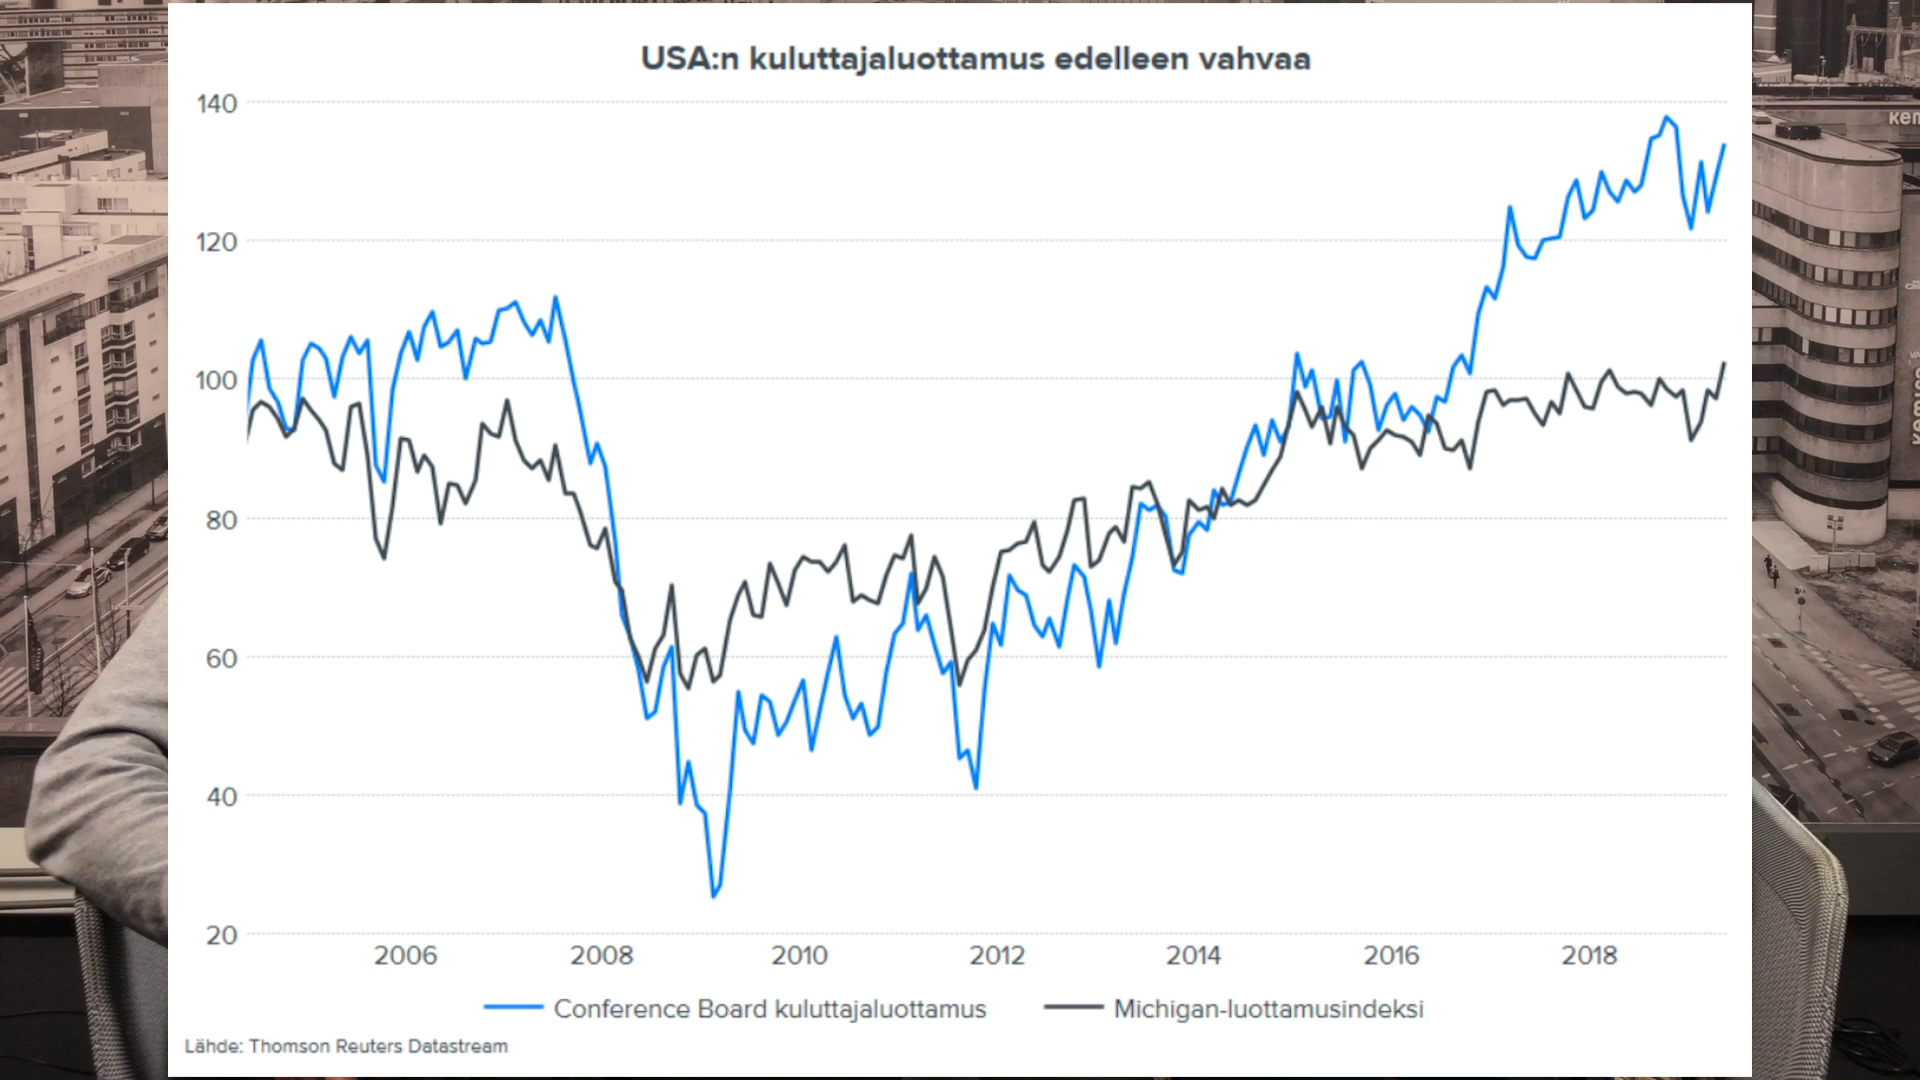 USA:n kuluttajaluottamus edelleen vahvaa
140
120
100
80
60
40
20
2006 2008 2010 2012 2014 2016 2018
Conference Board kuluttajaluottamus Michigan-luottamusindeksi
Lähde: Thomson Reuters Datastream